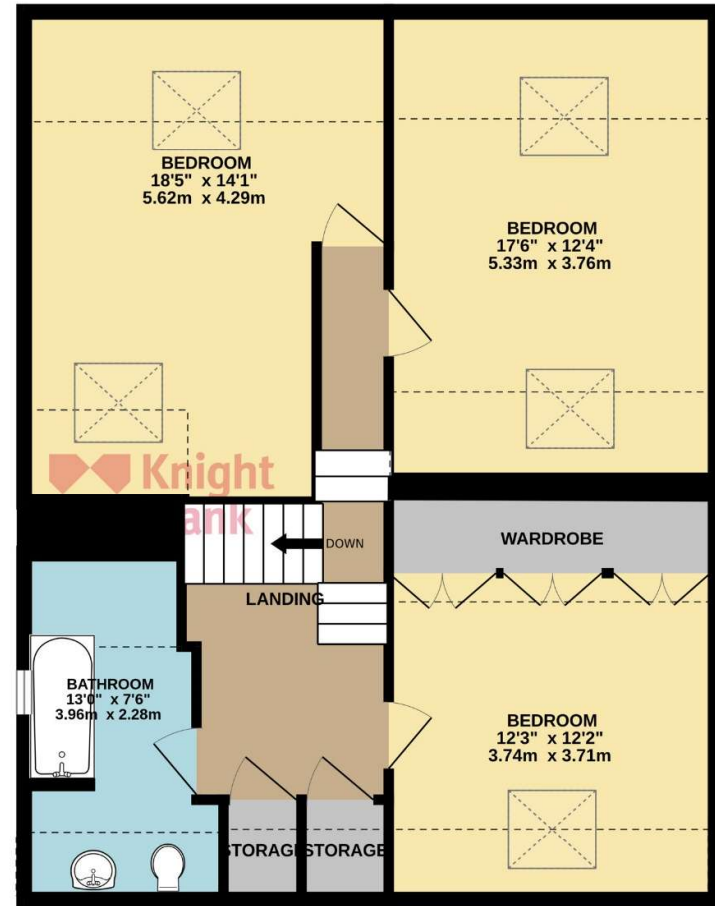 BEDROOM
18'5" x 14'1"
5.62m x 4.29m
BEDROOM
17'6" x 12'4"
5.33m x 3.76m
Knight
ank
DOWN
LANDING
WARDROBE
BATHROOM
13'0" x 7'6"
3.96m x 2.28m
BEDROOM
12'3" x 12'2"
3.74m x 3.71m
STORAGE
STORAGE